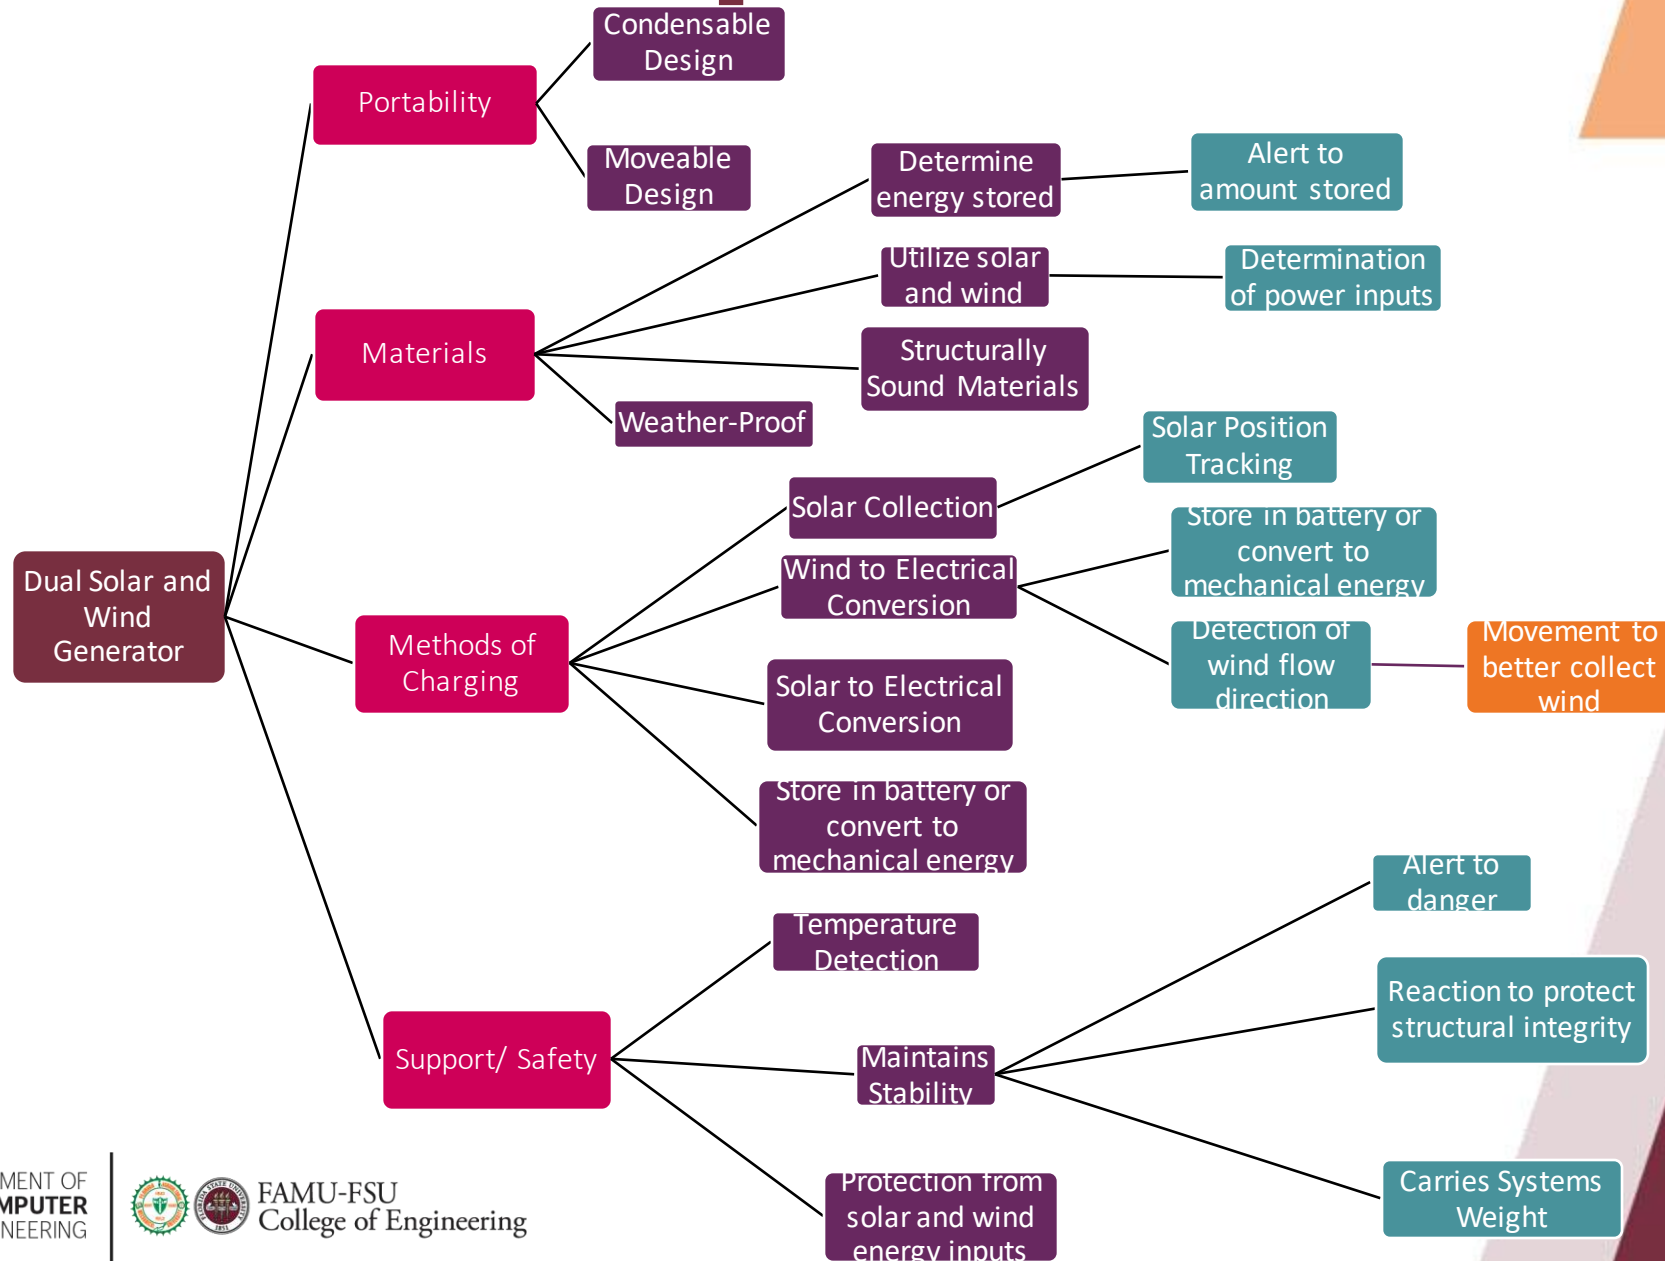 Condensable
Design
Portability
Moveable
Design
Determine
energy stored
Alert to
amount stored
Utilize solar
and wind
Determination
of power inputs
Materials
Structurally
Sound Materials
Weather-Proof
Solar Position
Tracking
Solar Collection
Store in battery or
convert to
mechanical energy
Wind to Electrical
Conversion
Dual Solar and
Wind
Generator
Methods of
Charging
Detection of
wind flow
direction
Movement to
better collect
wind
Solar to Electrical
Conversion
Store in battery or
convert to
mechanical energy
Alert to
danger
Temperature
Detection
Reaction to protect
structural integrity
Support/ Safety
Maintains
Stability
Carries Systems
Weight
Protection from
solar and wind
energy inputs
MENT OF
MPUTER
NEERING
FAMU-FSU
College of Engineering